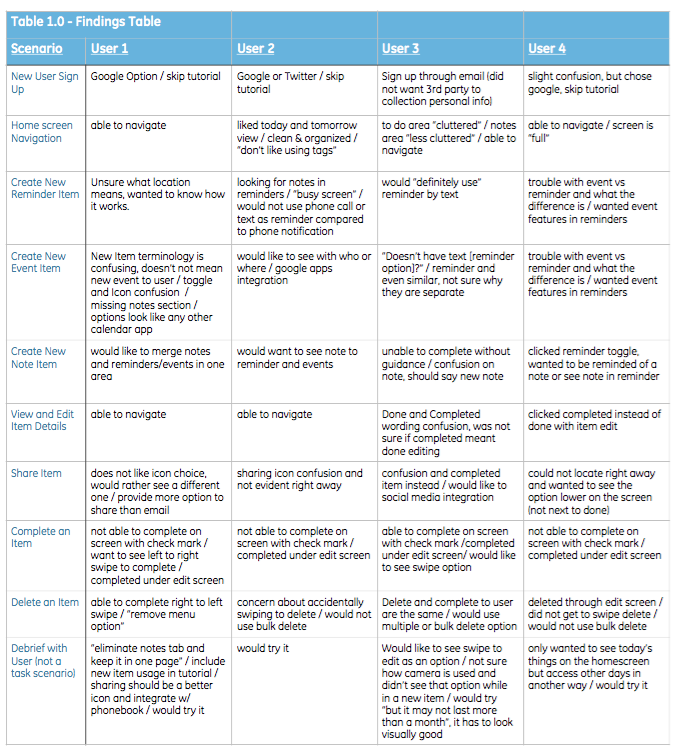 Table 1.0 - Findings Table
Scenario
User 1
User 2
User 3
User 4
New User Sign
Up
Google Option / skip tutorial
Google or Twitter / skip
tutorial
Sign up through email (did
not want 3rd party to
collection personal info)
slight confusion, but chose
google, skip tutorial
Home screen
Navigation
able to navigate
liked today and tomorrow
view / clean & organized /
"don't like using tags"
to do area "cluttered" / notes
area "less cluttered" / able to
navigate
able to navigate / screen is
"full"
Create New
Reminder Item
Unsure what location
means, wanted to know how
it works.
looking for notes in
reminders / "busy screen" /
would not use phone call or
text as reminder compared
to phone notification
would "definitely use"
reminder by text
trouble with event vs
reminder and what the
difference is / wanted event
features in reminders
Create New
Event Item
New Item terminology is
confusing, doesn't not mean
new event to user / toggle
and Icon confusion /
missing notes section /
options look like any other
calendar app
would like to see with who or
where / google apps
integration
"Doesn't have text [reminder
option]?" / reminder and
even similar, not sure why
they are separate
trouble with event vs
reminder and what the
difference is / wanted event
features in reminders
Create New
Note Item
would like to merge notes
and reminders/events in one
area
would want to see note to
reminder and events
unable to complete without
guidance / confusion on
note, should say new note
clicked reminder toggle,
wanted to be reminded of a
note or see note in reminder
View and Edit
Item Details
able to navigate
able to navigate
Done and Completed
wording confusion, was not
sure if completed meant
done editing
clicked completed instead of
done with item edit
Share Item
does not like icon choice,
would rather see a different
one / provide more option to
share than email
sharing icon confusion and
not evident right away
confusion and completed
item instead / would like to
social media integration
could not locate right away
and wanted to see the
option lower on the screen
(not next to done)
Complete an
Item
not able to complete on
screen with check mark /
want to see left to right
swipe to complete /
completed under edit screen
not able to complete on
screen with check mark /
completed under edit screen
able to complete on screen
with check mark /completed
under edit screen/ would like
to see swipe option
not able to complete on
screen with check mark /
completed under edit screen
Delete an Item
able to complete right to left
swipe / "remove menu
option"
concern about accidentally
swiping to delete / would not
use bulk delete
Delete and complete to user
are the same / would use
multiple or bulk delete option
deleted through edit screen /
did not get to swipe delete /
would not use bulk delete
Debrief with
User (not a
task scenario)
"eliminate notes tab and
keep it in one page" / include
new item usage in tutorial /
sharing should be a better
icon and integrate w/
phonebook / would try it
would try it
Would like to see swipe to
edit as an option / not sure
how camera is used and
didn't see that option while
in a new item / would try
"but it may not last more
than a month", it has to look
visually good
only wanted to see today's
things on the homescreen
but access other days in
another way / would try it